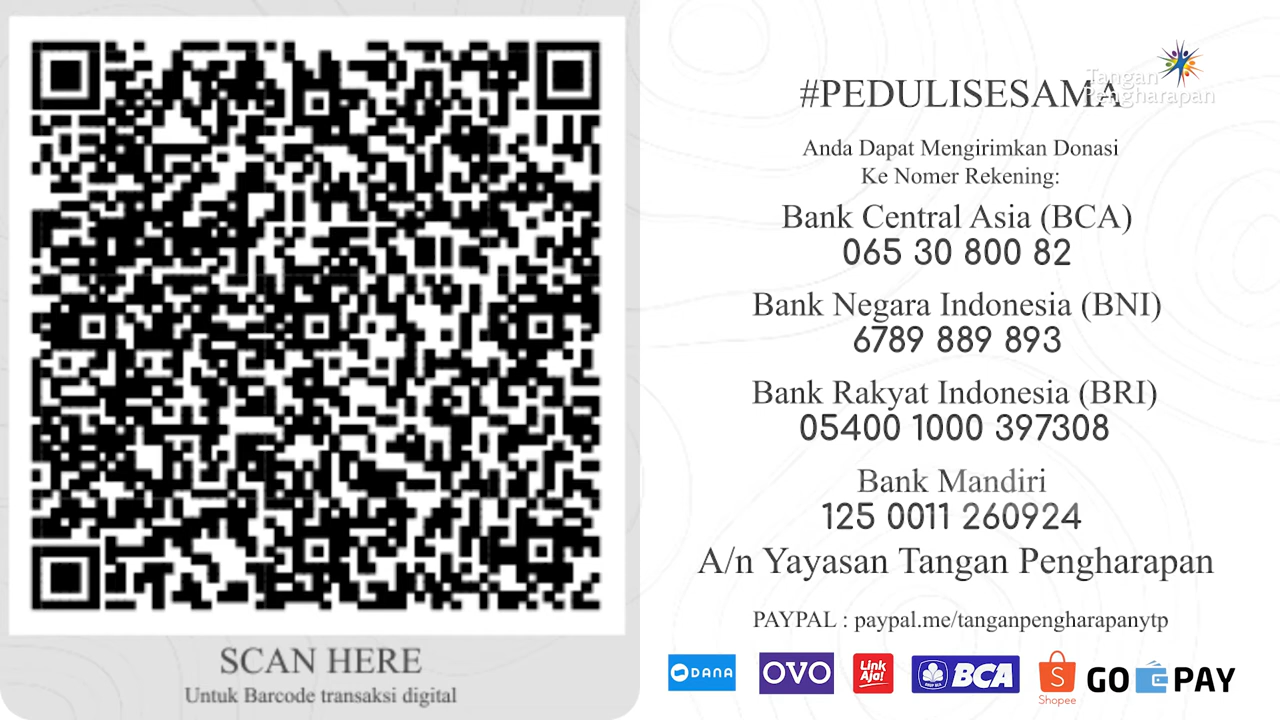 SCAN HERE
Untuk Barcode transaksi digital
Tangan
Pengharapan
#PEDULISESAMA
Anda Dapat Mengirimkan Donasi
Ke Nomer Rekening:
Bank Central Asia (BCA)
065 30 800 82
Bank Negara Indonesia (BNI)
6789 889 893
Bank Rakyat Indonesia (BRI)
05400 1000 397308
Bank Mandiri
125 0011 260924
A/n Yayasan Tangan Pengharapan
PAYPAL : paypal.me/tanganpengharapanytp
DANA
OVO
Link
Aja!
BCA
S
Shopee
GO PAY